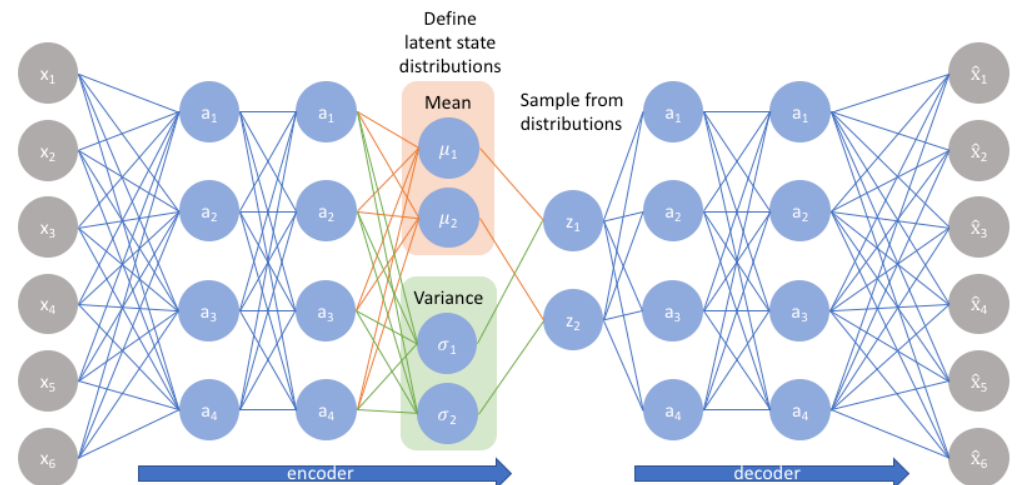 Define
latent state
distributions
Mean
Sample from
distributions
Variance
x₁
x₂
x₃
x₄
x₅
x₆
a₁
a₂
a₃
a₄
a₁
a₂
a₃
a₄
μ₁
μ₂
σ₁
σ₂
z₁
z₂
a₁
a₂
a₃
a₄
a₁
a₂
a₃
a₄
x̂₁
x̂₂
x̂₃
x̂₄
x̂₅
x̂₆
encoder
decoder